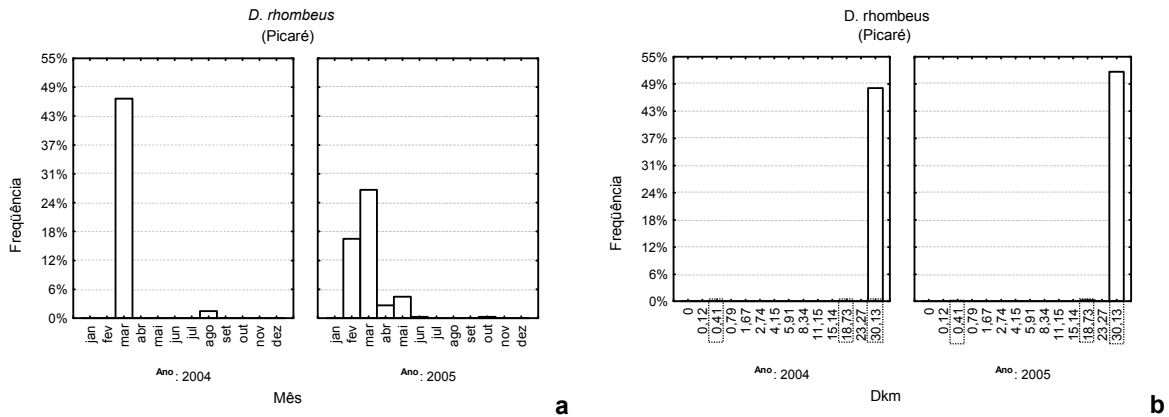 D. rhombeus
(Picaré)
55%
49%
43%
37%
31%
24%
18%
12%
6%
0%
Freqüência
jan fev mar abr mai jun jul ago set out nov dez
jan fev mar abr mai jun jul ago set out nov dez
Ano: 2004
Ano: 2005
Mês
a
D. rhombeus
(Picaré)
55%
49%
43%
37%
31%
24%
18%
12%
6%
0%
Freqüência
0 0,12 0,41 0,79 1,67 2,74 4,15 5,91 8,34 11,15 15,14 18,73 23,27 30,13
0 0,12 0,41 0,79 1,67 2,74 4,15 5,91 8,34 11,15 15,14 18,73 23,27 30,13
Ano: 2004
Ano: 2005
Dkm
b